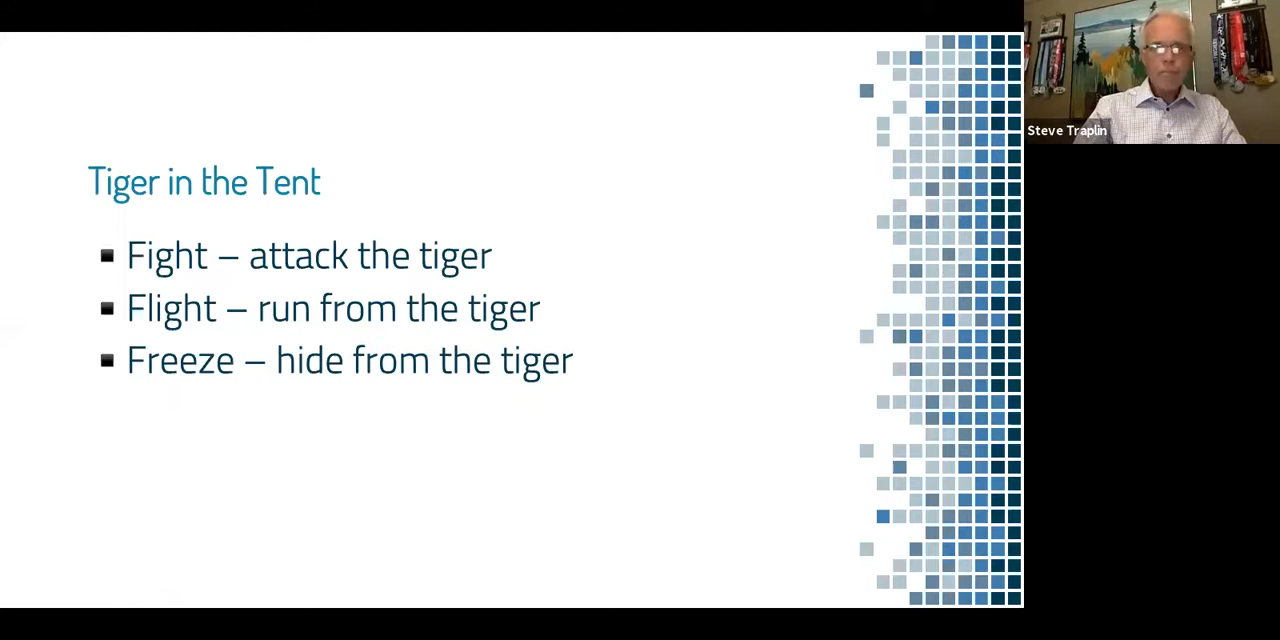 Tiger in the Tent
Fight – attack the tiger
Flight – run from the tiger
Freeze – hide from the tiger
Steve Traplin